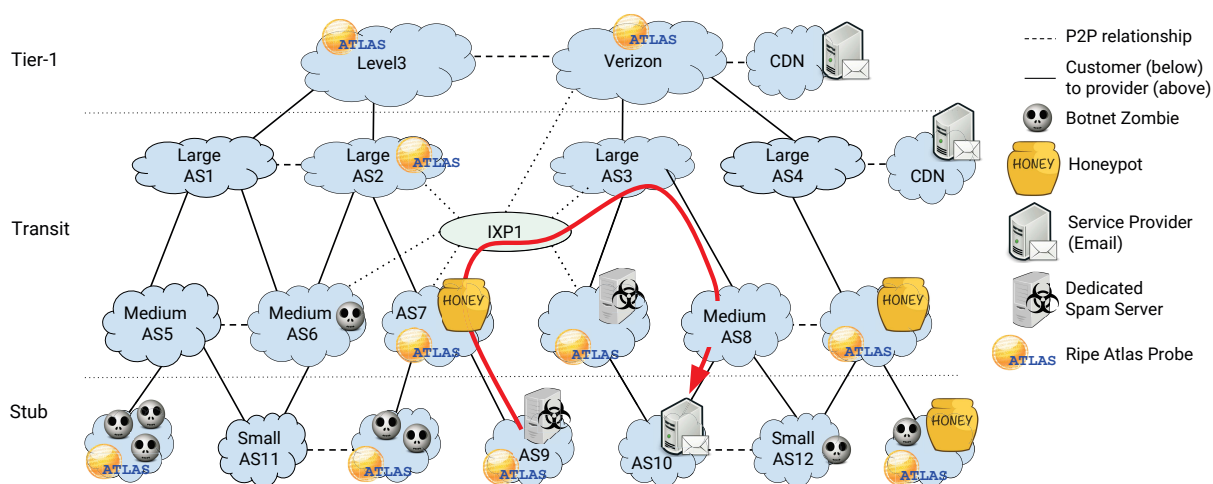 Tier-1
ATLAS
Level3
ATLAS
Verizon
CDN
P2P relationship
Customer (below)
to provider (above)
Botnet Zombie
HONEY
Honeypot
Service Provider
(Email)
Dedicated
Spam Server
ATLAS
Ripe Atlas Probe
Transit
Large
AS1
Large
AS2
ATLAS
Large
AS3
Large
AS4
CDN
IXP1
Medium
AS5
Medium
AS6
AS7
HONEY
ATLAS
ATLAS
Medium
AS8
HONEY
ATLAS
Stub
ATLAS
Small
AS11
ATLAS
AS9
ATLAS
AS10
Small
AS12
HONEY
ATLAS